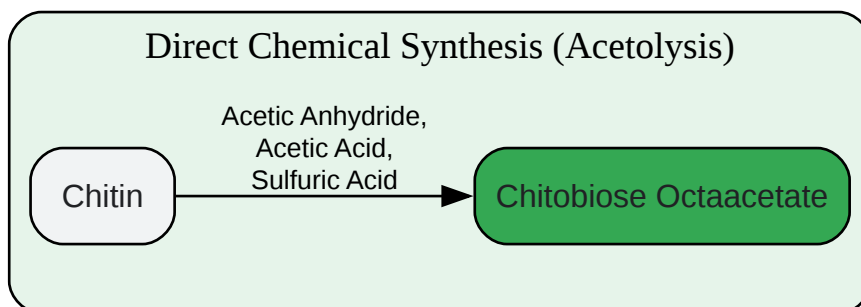 Direct Chemical Synthesis (Acetolysis)
Acetic Anhydride,
Acetic Acid,
Sulfuric Acid
Chitin
Chitobiose Octaacetate